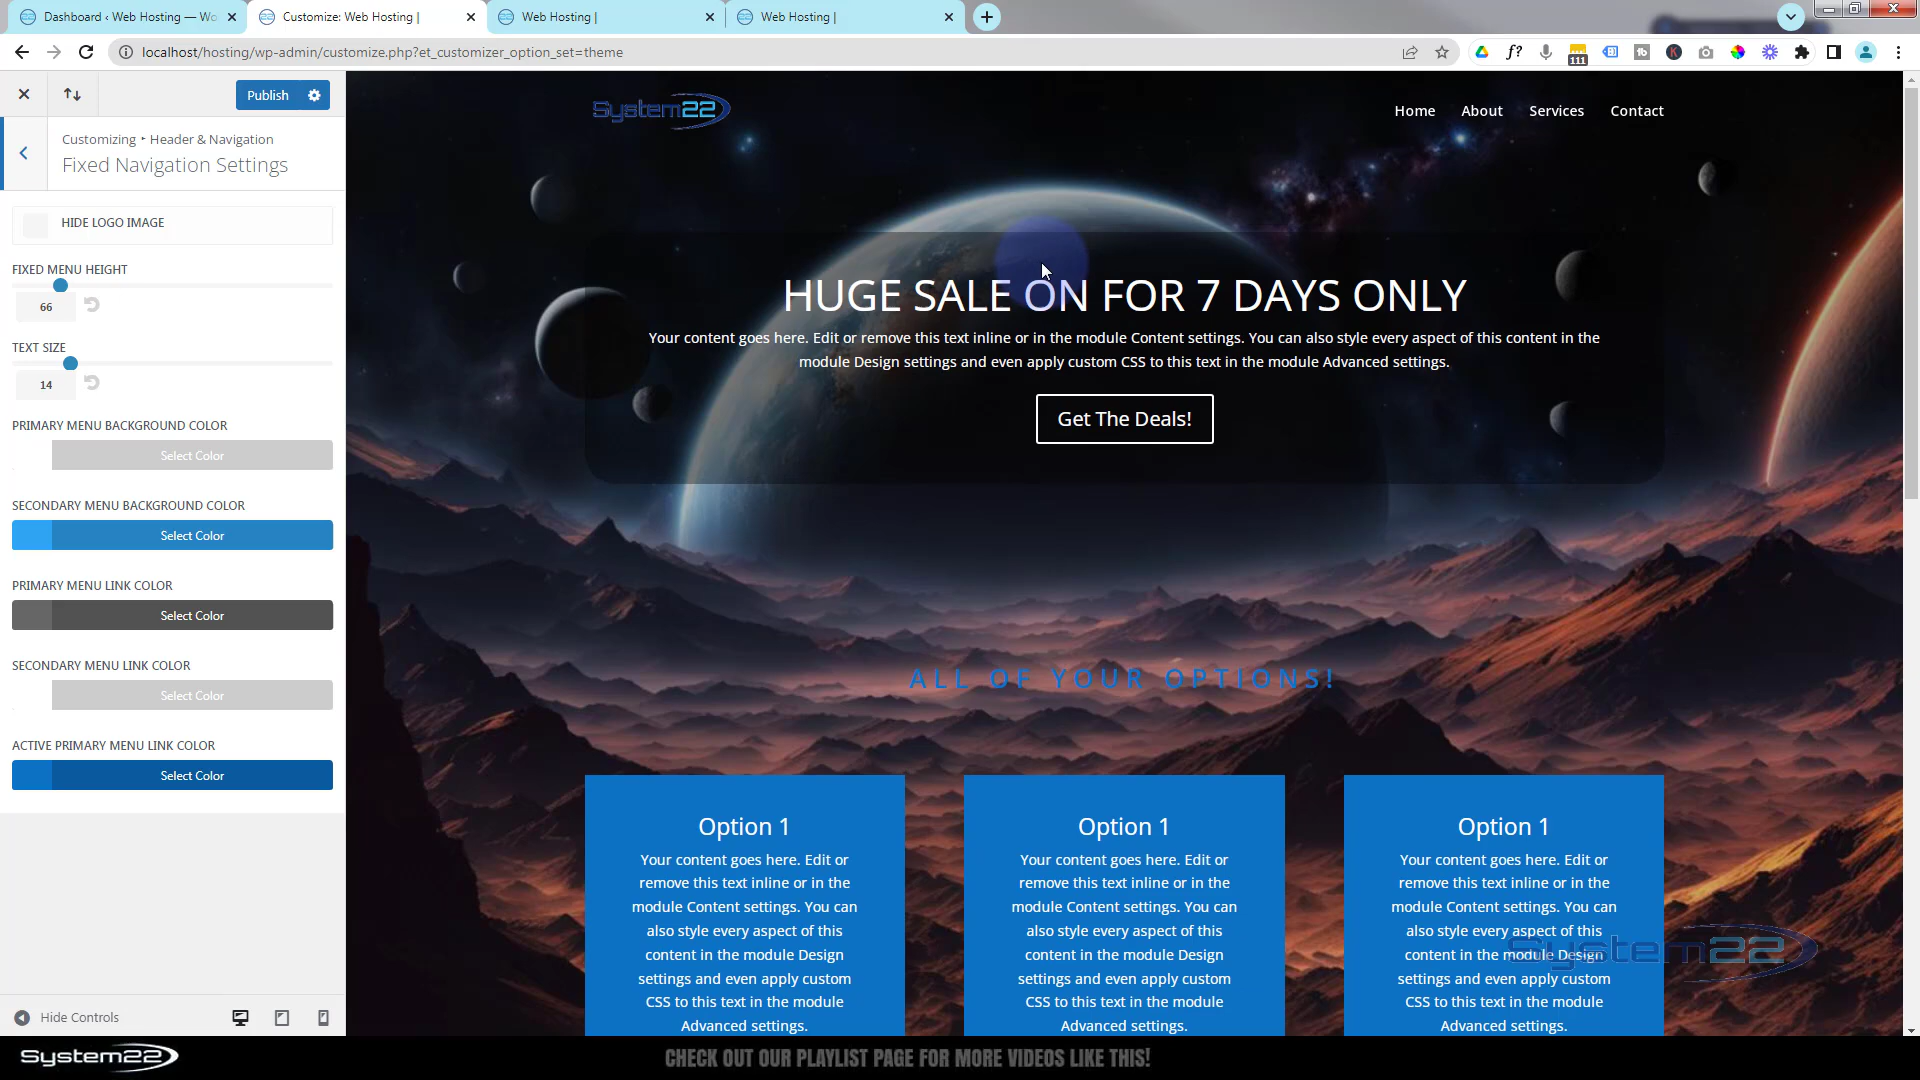 Dashboard ‹ Web Hosting — Wo
Customize: Web Hosting |
Web Hosting |
Web Hosting |
localhost/hosting/wp-admin/customize.php?et_customizer_option_set=theme
111
Publish
Customizing ‣ Header & Navigation
Fixed Navigation Settings
HIDE LOGO IMAGE
FIXED MENU HEIGHT
66
TEXT SIZE
14
PRIMARY MENU BACKGROUND COLOR
Select Color
SECONDARY MENU BACKGROUND COLOR
Select Color
PRIMARY MENU LINK COLOR
Select Color
SECONDARY MENU LINK COLOR
Select Color
ACTIVE PRIMARY MENU LINK COLOR
Select Color
Hide Controls
System22
Home About Services Contact
HUGE SALE ON FOR 7 DAYS ONLY
Your content goes here. Edit or remove this text inline or in the module Content settings. You can also style every aspect of this content in the
module Design settings and even apply custom CSS to this text in the module Advanced settings.
Get The Deals!
ALL OF YOUR OPTIONS!
Option 1
Your content goes here. Edit or
remove this text inline or in the
module Content settings. You can
also style every aspect of this
content in the module Design
settings and even apply custom
CSS to this text in the module
Advanced settings.
Option 1
Your content goes here. Edit or
remove this text inline or in the
module Content settings. You can
also style every aspect of this
content in the module Design
settings and even apply custom
CSS to this text in the module
Advanced settings.
Option 1
Your content goes here. Edit or
remove this text inline or in the
module Content settings. You can
also style every aspect of this
content in the module Design
settings and even apply custom
CSS to this text in the module
Advanced settings.
System22
System22
CHECK OUT OUR PLAYLIST PAGE FOR MORE VIDEOS LIKE THIS!